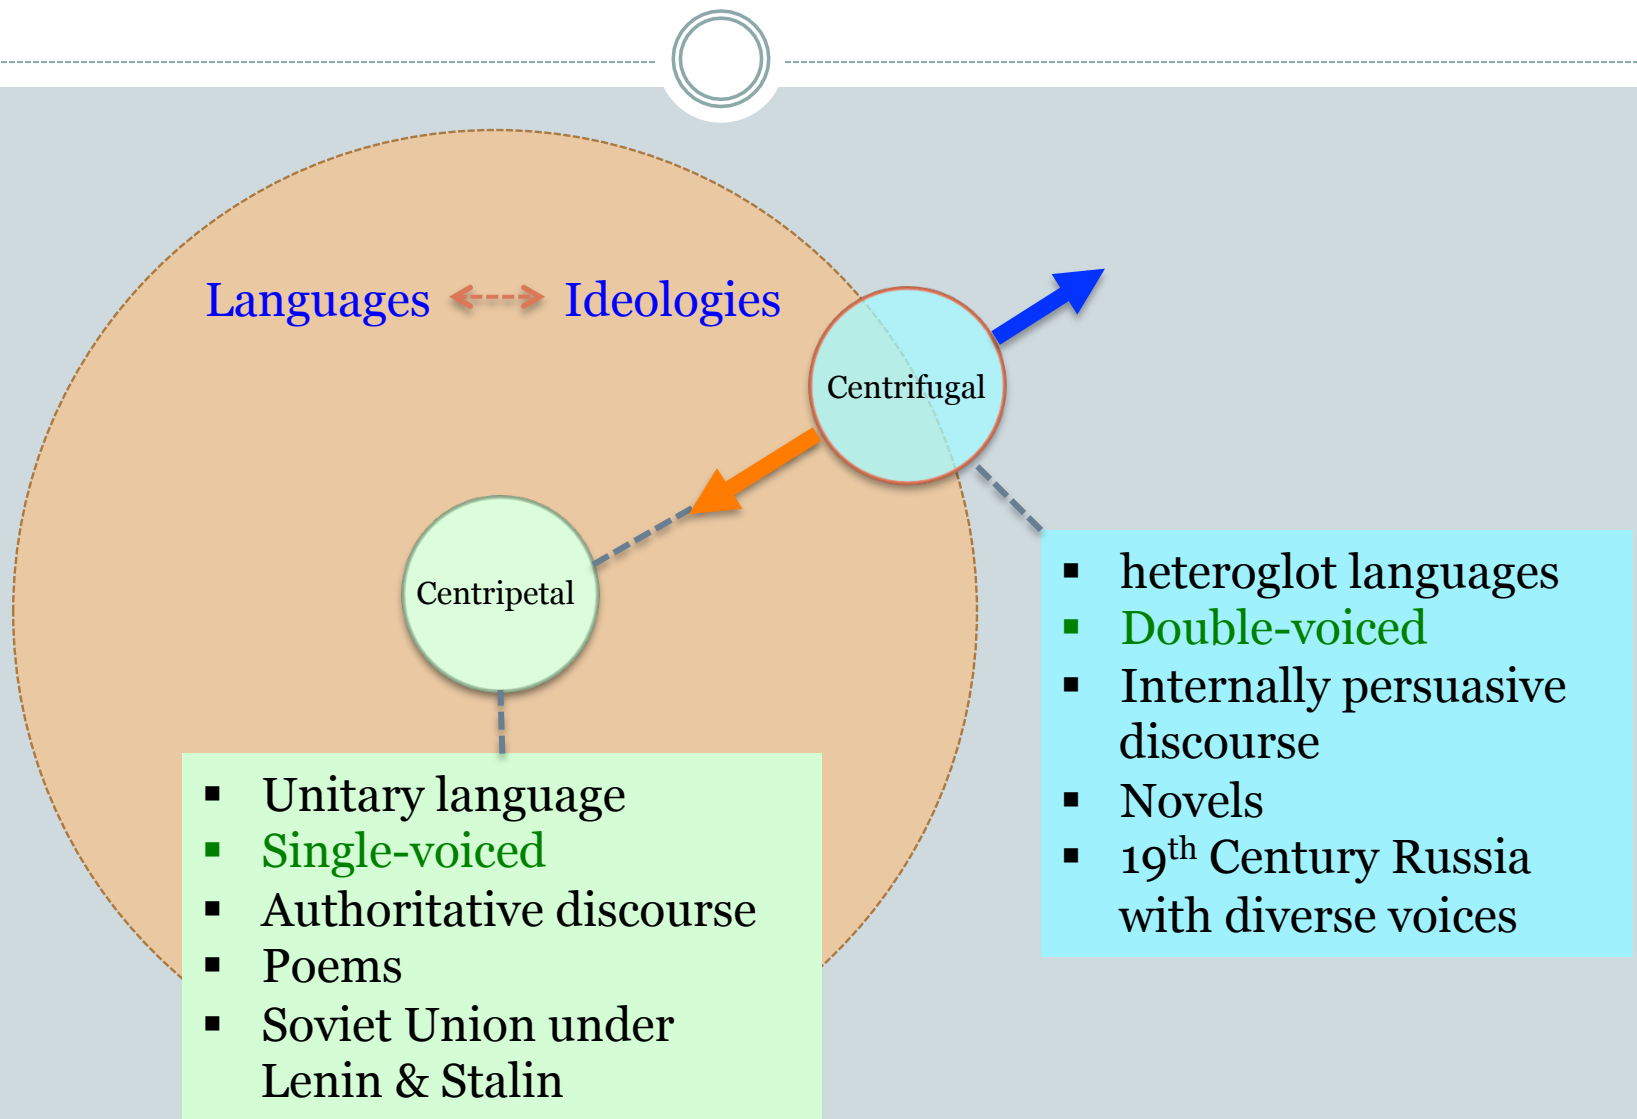 Languages Ideologies
Centrifugal
Centripetal
▪ heteroglot languages
▪ Double-voiced
▪ Internally persuasive
discourse
▪ Novels
▪ 19th Century Russia
with diverse voices
▪ Unitary language
▪ Single-voiced
▪ Authoritative discourse
▪ Poems
▪ Soviet Union under
Lenin & Stalin